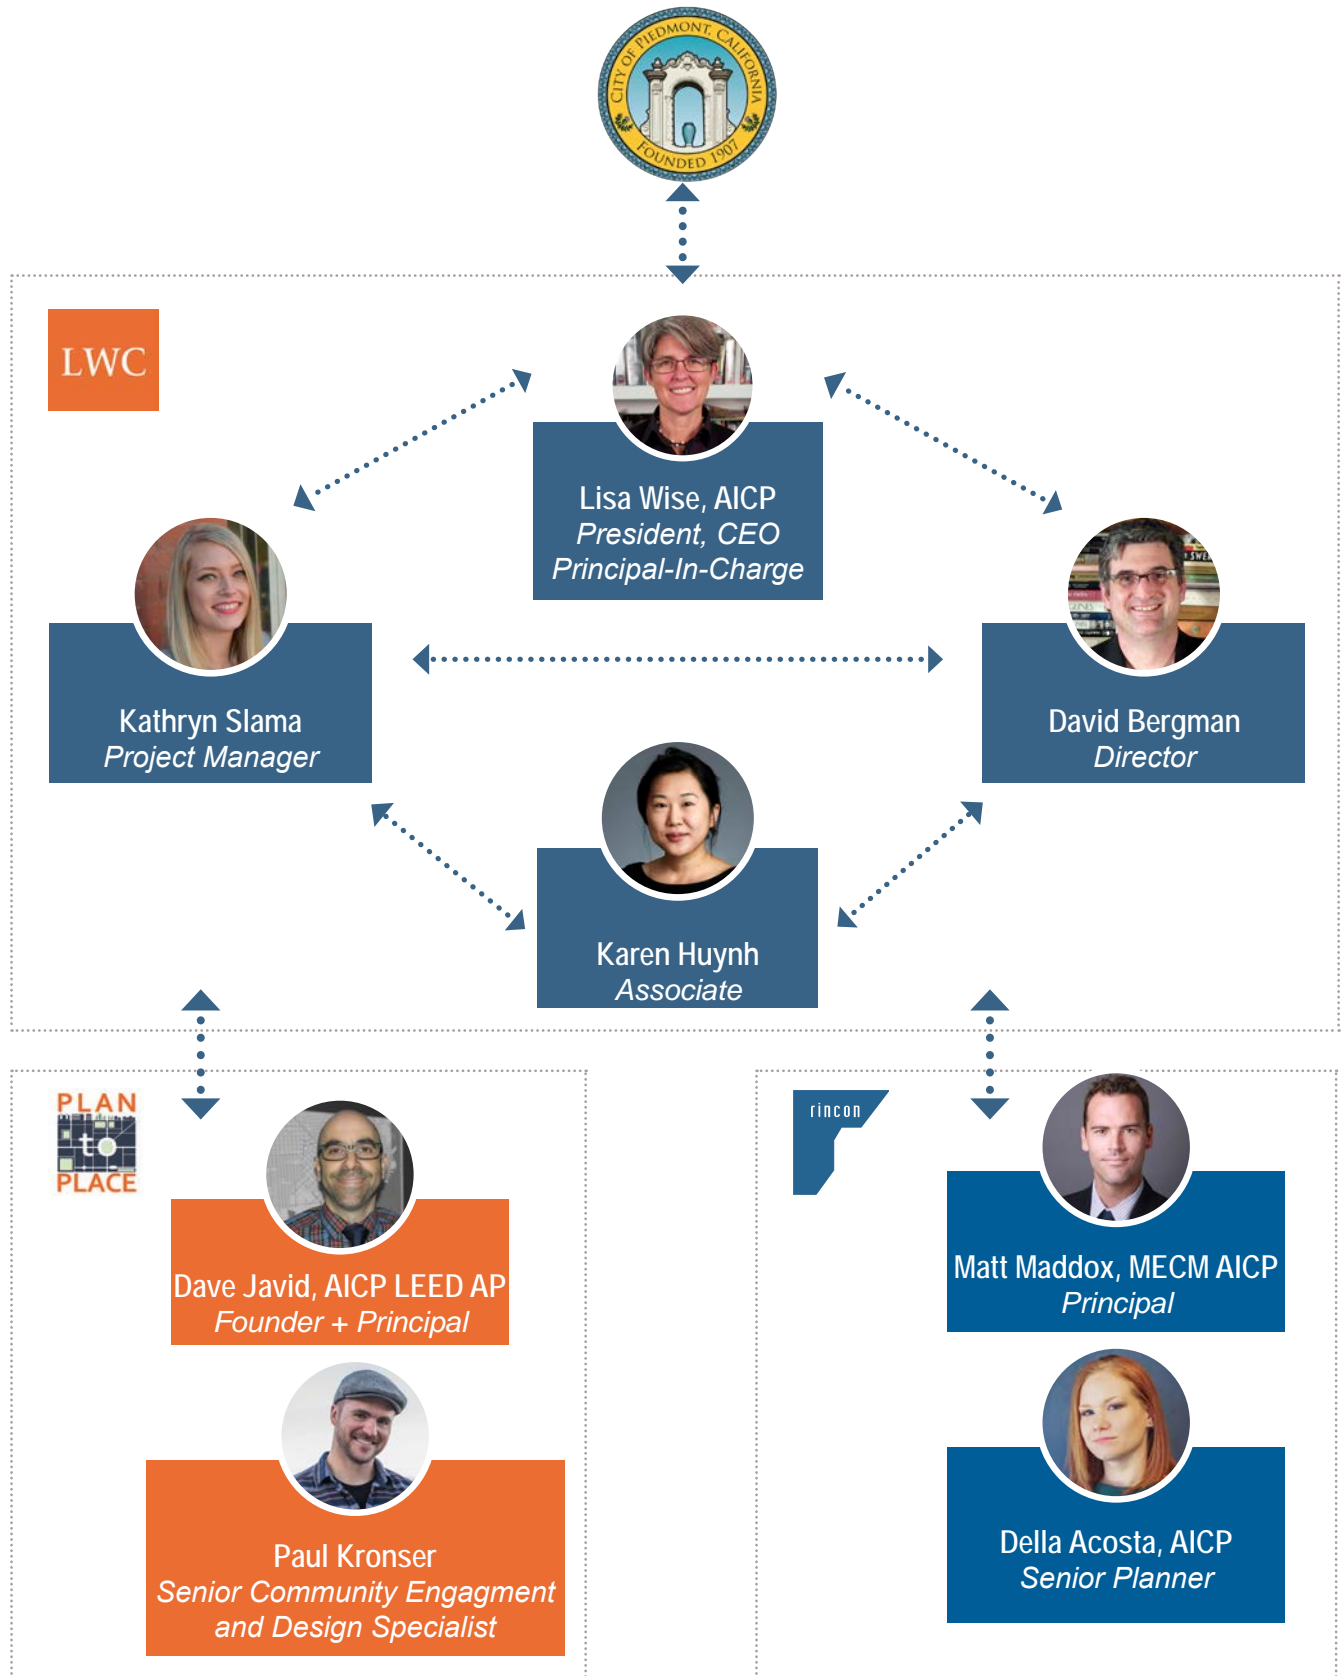 CITY OF PIEDMONT, CALIFORNIA
FOUNDED 1907
LWC
Lisa Wise, AICP
President, CEO
Principal-In-Charge
Kathryn Slama
Project Manager
David Bergman
Director
Karen Huynh
Associate
PLAN
to
PLACE
rincon
Dave Javid, AICP LEED AP
Founder + Principal
Matt Maddox, MECM AICP
Principal
Paul Kronser
Senior Community Engagment
and Design Specialist
Della Acosta, AICP
Senior Planner